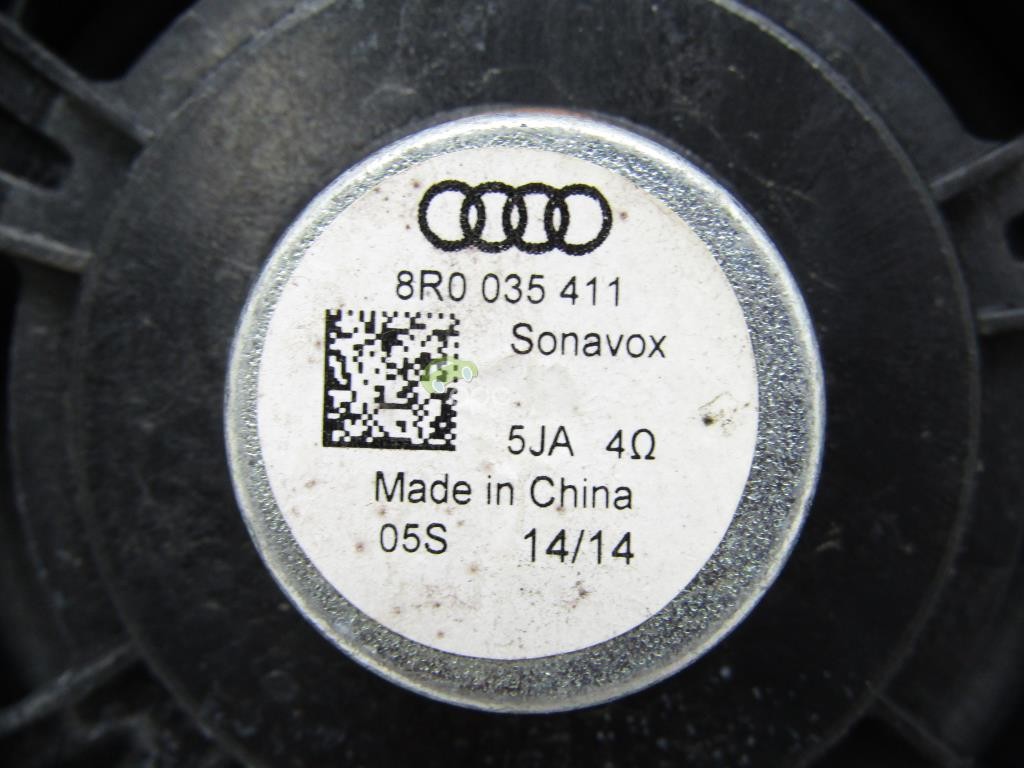 8R0 035 411
Sonavox
5JA 4Ω
Made in China
05S 14/14